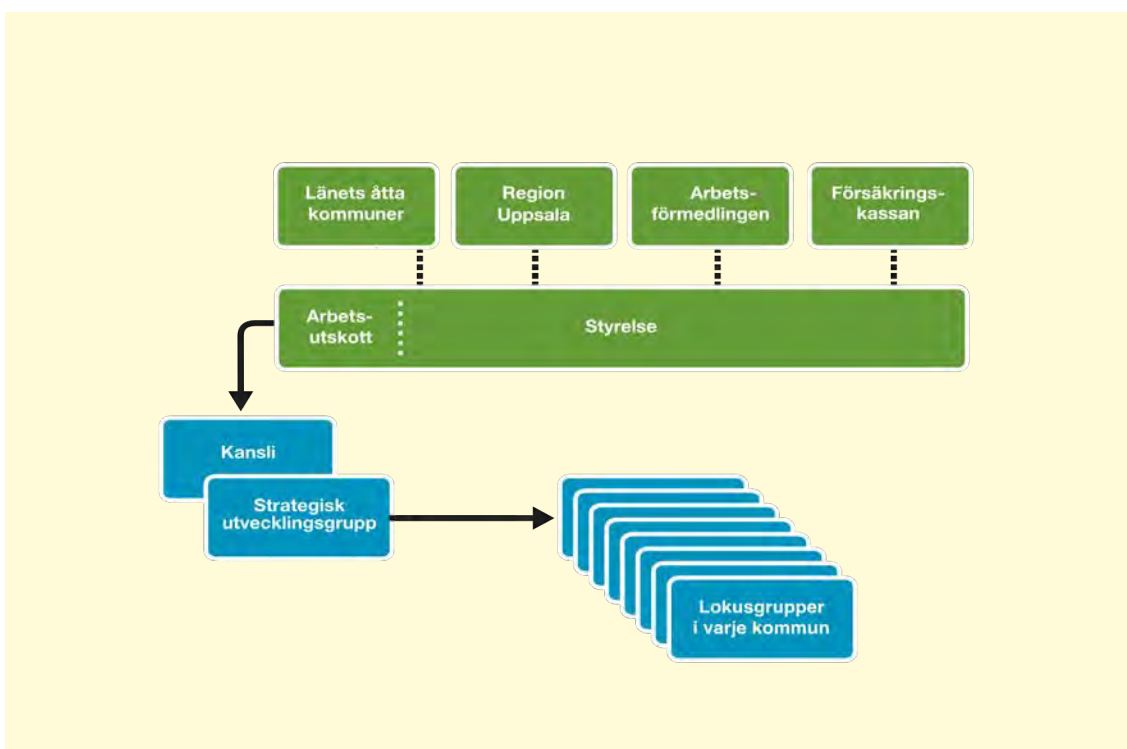 Länets åtta
kommuner
Region
Uppsala
Arbets-
förmedlingen
Försäkrings-
kassan
Arbets-
utskott
Styrelse
Kansli
Strategisk
utvecklingsgrupp
Lokusgrupper
i varje kommun